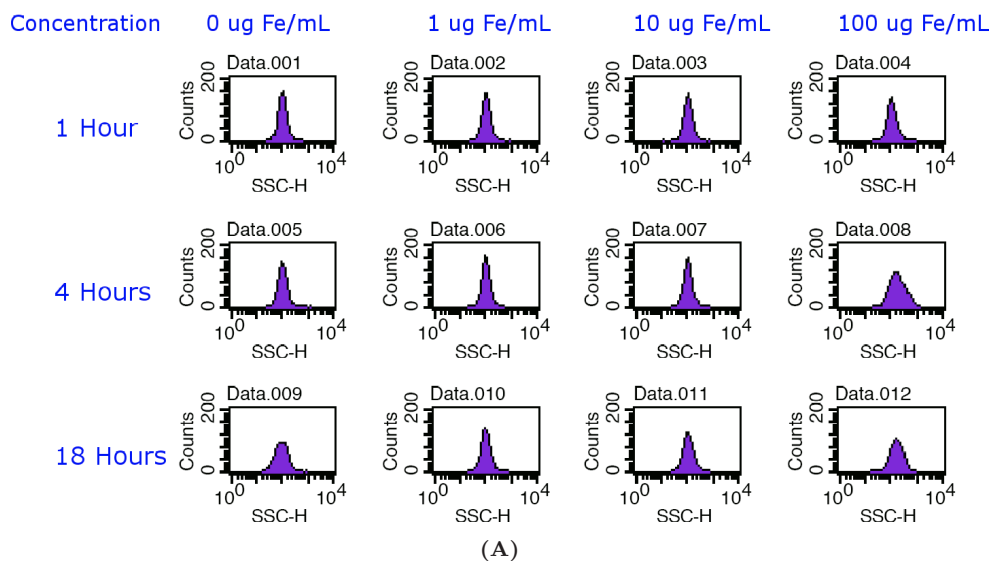 Concentration 0 ug Fe/mL 1 ug Fe/mL 10 ug Fe/mL 100 ug Fe/mL
Data.001 Data.002 Data.003 Data.004
1 Hour
Counts 200 0 Counts 200 0 Counts 200 0 Counts 200 0
10^0 10^4 10^0 10^4 10^0 10^4 10^0 10^4
SSC-H SSC-H SSC-H SSC-H
Data.005 Data.006 Data.007 Data.008
4 Hours
Counts 200 0 Counts 200 0 Counts 200 0 Counts 200 0
10^0 10^4 10^0 10^4 10^0 10^4 10^0 10^4
SSC-H SSC-H SSC-H SSC-H
Data.009 Data.010 Data.011 Data.012
18 Hours
Counts 200 0 Counts 200 0 Counts 200 0 Counts 200 0
10^0 10^4 10^0 10^4 10^0 10^4 10^0 10^4
SSC-H SSC-H SSC-H SSC-H
(A)